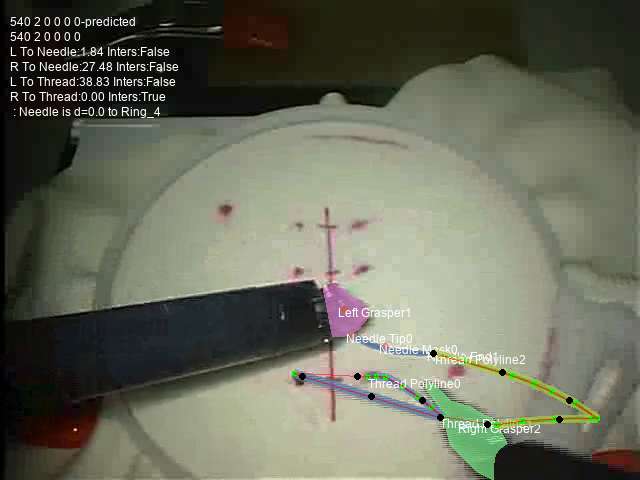 540 2 0 0 0 0-predicted
540 2 0 0 0 0
L To Needle:1.84 Inters:False
R To Needle:27.48 Inters:False
L To Thread:38.83 Inters:False
R To Thread:0.00 Inters:True
: Needle is d=0.0 to Ring_4
Left Grasper1
Needle Tip0
Needle Mask0
End1
Thread Polyline2
Thread Polyline0
Thread
Right Grasper2